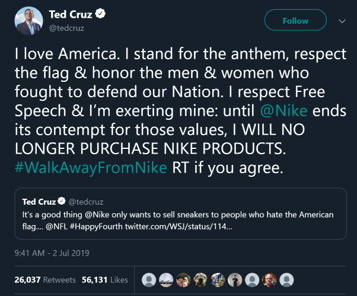 Ted Cruz
@tedcruz
Follow
I love America. I stand for the anthem, respect
the flag & honor the men & women who
fought to defend our Nation. I respect Free
Speech & I'm exerting mine: until @Nike ends
its contempt for those values, I WILL NO
LONGER PURCHASE NIKE PRODUCTS.
#WalkAwayFromNike RT if you agree.
Ted Cruz @tedcruz
It's a good thing @Nike only wants to sell sneakers to people who hate the American
flag.... @NFL #HappyFourth twitter.com/WSJ/status/114...
9:41 AM - 2 Jul 2019
26,037 Retweets 56,131 Likes